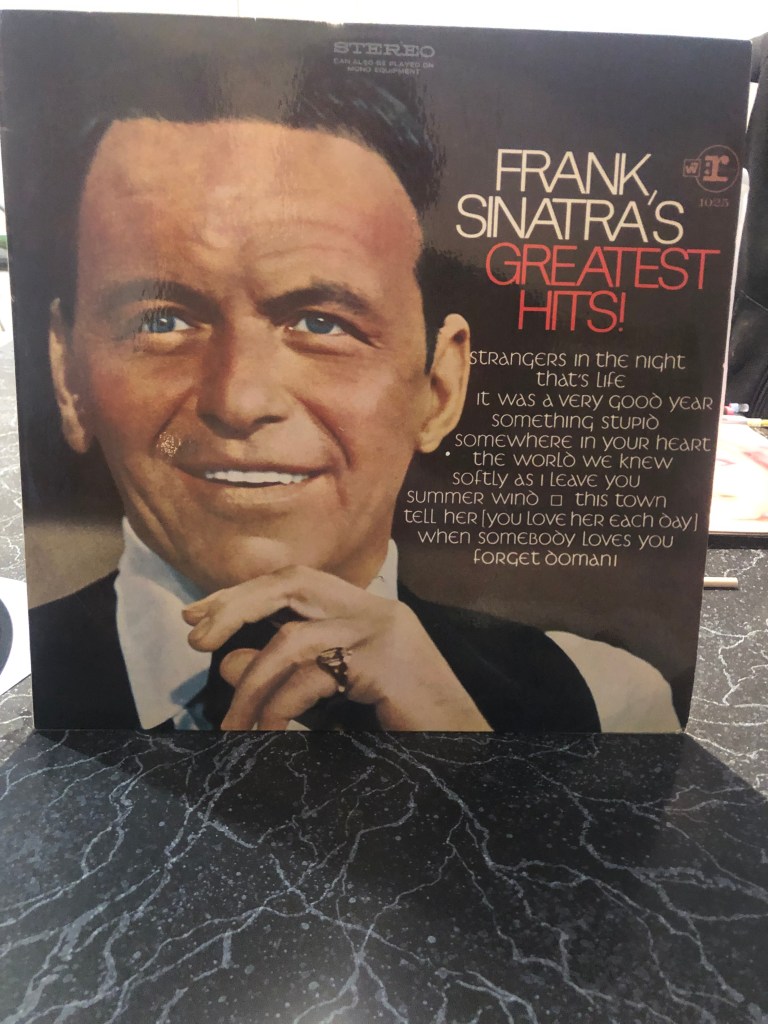 STEREO
CAN ALSO BE PLAYED ON
MONO EQUIPMENT
FRANK
SINATRA'S
GREATEST
HITS!
W
r
1025
STRANGERS IN THE NIGHT
THAT'S LIFE
IT WAS A VERY GOOD YEAR
SOMETHING STUPID
SOMEWHERE IN YOUR HEART
THE WORLD WE KNEW
SOFTLY AS I LEAVE YOU
SUMMER WIND □ THIS TOWN
TELL HER [YOU LOVE HER EACH DAY]
WHEN SOMEBODY LOVES YOU
FORGET DOMANI